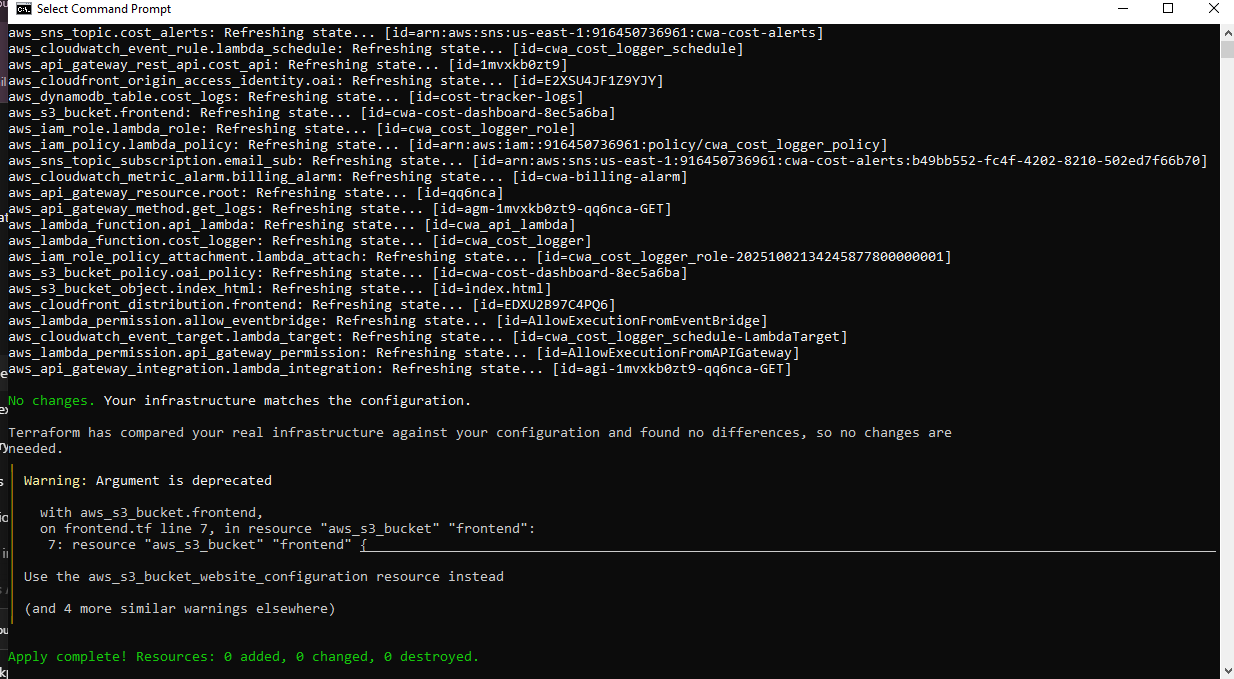 Select Command Prompt
aws_sns_topic.cost_alerts: Refreshing state... [id=arn:aws:sns:us-east-1:916450736961:cwa-cost-alerts]
aws_cloudwatch_event_rule.lambda_schedule: Refreshing state... [id=cwa_cost_logger_schedule]
aws_api_gateway_rest_api.cost_api: Refreshing state... [id=1mvxkb0zt9]
aws_cloudfront_origin_access_identity.oai: Refreshing state... [id=E2XSU4JF1Z9YJY]
aws_dynamodb_table.cost_logs: Refreshing state... [id=cost-tracker-logs]
aws_s3_bucket.frontend: Refreshing state... [id=cwa-cost-dashboard-8ec5a6ba]
aws_iam_role.lambda_role: Refreshing state... [id=cwa_cost_logger_role]
aws_iam_policy.lambda_policy: Refreshing state... [id=arn:aws:iam::916450736961:policy/cwa_cost_logger_policy]
aws_sns_topic_subscription.email_sub: Refreshing state... [id=arn:aws:sns:us-east-1:916450736961:cwa-cost-alerts:b49bb552-fc4f-4202-8210-502ed7f66b70]
aws_cloudwatch_metric_alarm.billing_alarm: Refreshing state... [id=cwa-billing-alarm]
aws_api_gateway_resource.root: Refreshing state... [id=qq6nca]
aws_api_gateway_method.get_logs: Refreshing state... [id=agm-1mvxkb0zt9-qq6nca-GET]
aws_lambda_function.api_lambda: Refreshing state... [id=cwa_api_lambda]
aws_lambda_function.cost_logger: Refreshing state... [id=cwa_cost_logger]
aws_iam_role_policy_attachment.lambda_attach: Refreshing state... [id=cwa_cost_logger_role-20251002134245877800000001]
aws_s3_bucket_policy.oai_policy: Refreshing state... [id=cwa-cost-dashboard-8ec5a6ba]
aws_s3_bucket_object.index_html: Refreshing state... [id=index.html]
aws_cloudfront_distribution.frontend: Refreshing state... [id=EDXU2B97C4PQ6]
aws_lambda_permission.allow_eventbridge: Refreshing state... [id=AllowExecutionFromEventBridge]
aws_cloudwatch_event_target.lambda_target: Refreshing state... [id=cwa_cost_logger_schedule-LambdaTarget]
aws_lambda_permission.api_gateway_permission: Refreshing state... [id=AllowExecutionFromAPIGateway]
aws_api_gateway_integration.lambda_integration: Refreshing state... [id=agi-1mvxkb0zt9-qq6nca-GET]
No changes. Your infrastructure matches the configuration.
Terraform has compared your real infrastructure against your configuration and found no differences, so no changes are
needed.
Warning: Argument is deprecated
with aws_s3_bucket.frontend,
on frontend.tf line 7, in resource "aws_s3_bucket" "frontend":
7: resource "aws_s3_bucket" "frontend" {
Use the aws_s3_bucket_website_configuration resource instead
(and 4 more similar warnings elsewhere)
Apply complete! Resources: 0 added, 0 changed, 0 destroyed.